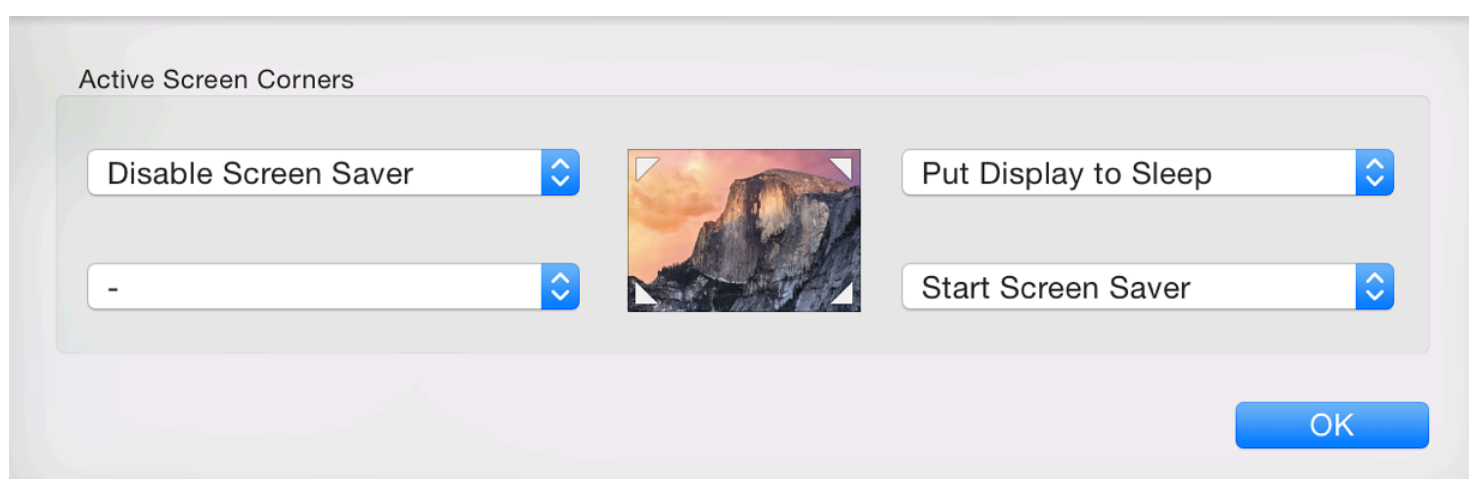 Active Screen Corners
Disable Screen Saver
Put Display to Sleep
-
Start Screen Saver
OK